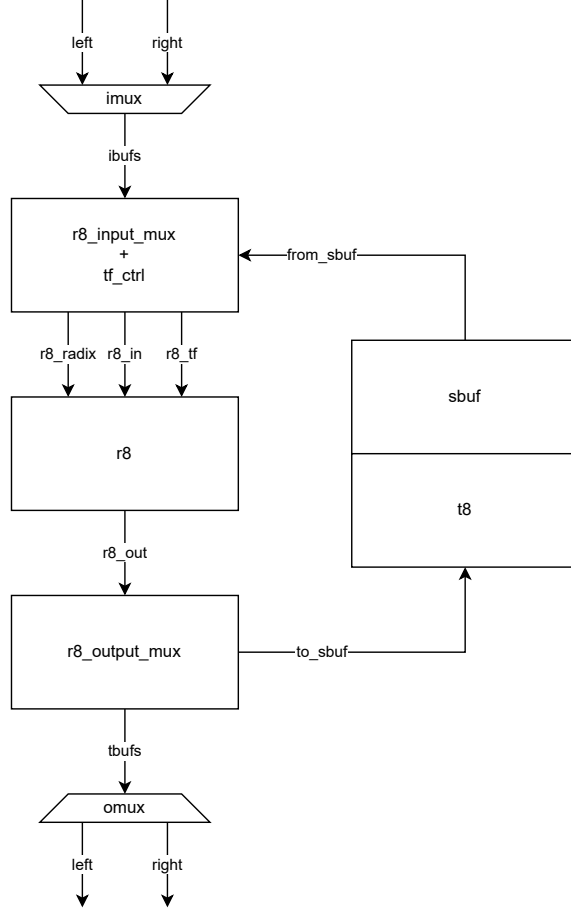 left
right
imux
ibufs
r8_input_mux
+
tf_ctrl
from_sbuf
r8_radix
r8_in
r8_tf
sbuf
r8
t8
r8_out
r8_output_mux
to_sbuf
tbufs
omux
left
right